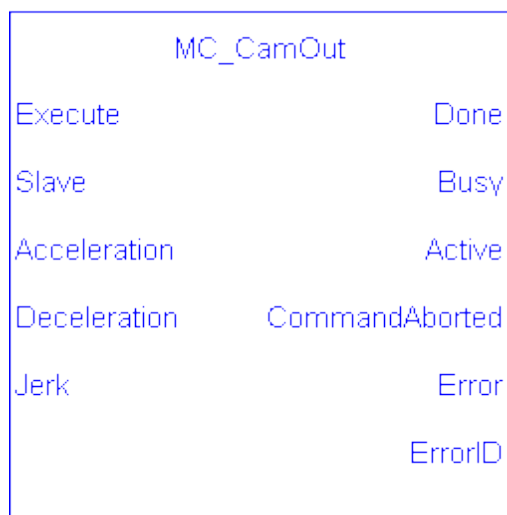 MC_CamOut
Execute Done
Slave Busy
Acceleration Active
Deceleration CommandAborted
Jerk Error
ErrorID